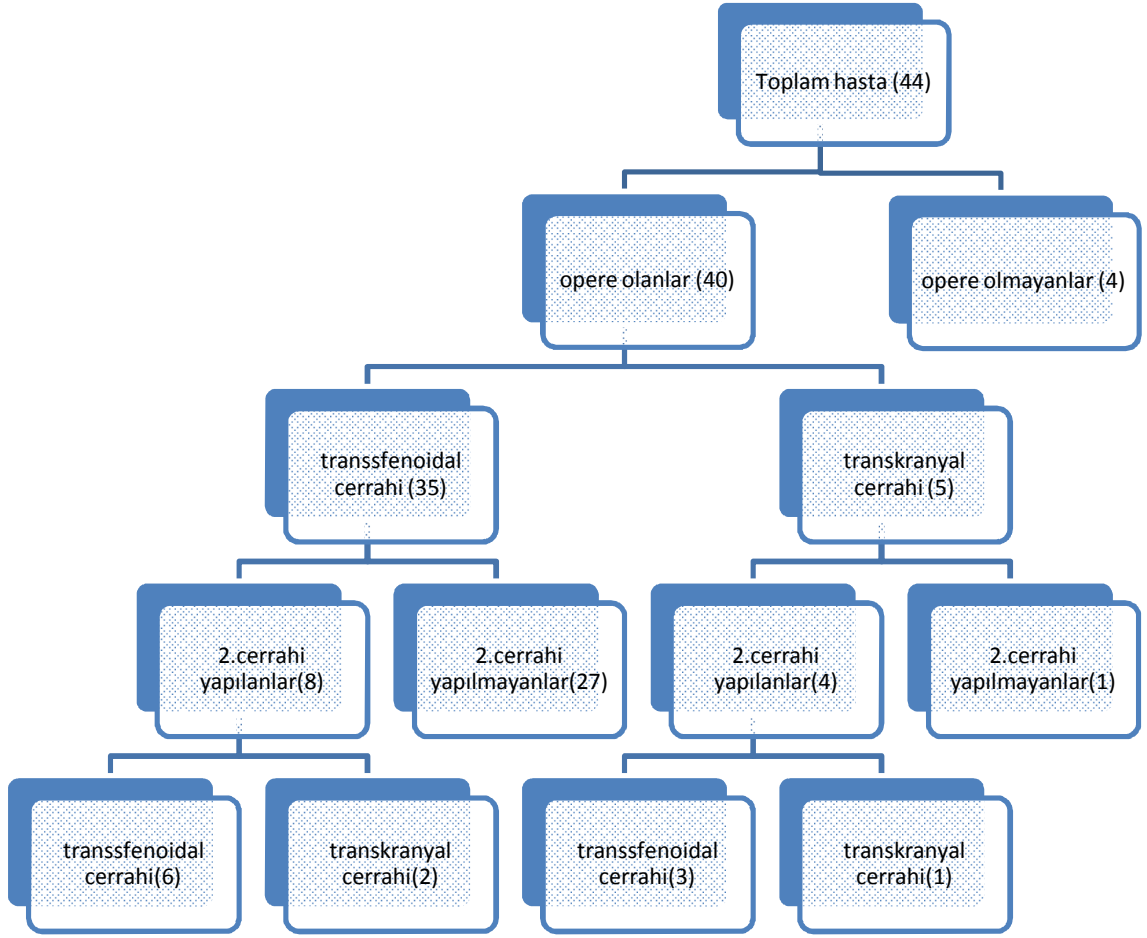 Toplam hasta (44)
opere olanlar (40)
opere olmayanlar (4)
transsfenoidal
cerrahi (35)
transkranyal
cerrahi (5)
2.cerrahi
yapılanlar(8)
2.cerrahi
yapılmayanlar(27)
2.cerrahi
yapılanlar(4)
2.cerrahi
yapılmayanlar(1)
transsfenoidal
cerrahi(6)
transkranyal
cerrahi(2)
transsfenoidal
cerrahi(3)
transkranyal
cerrahi(1)